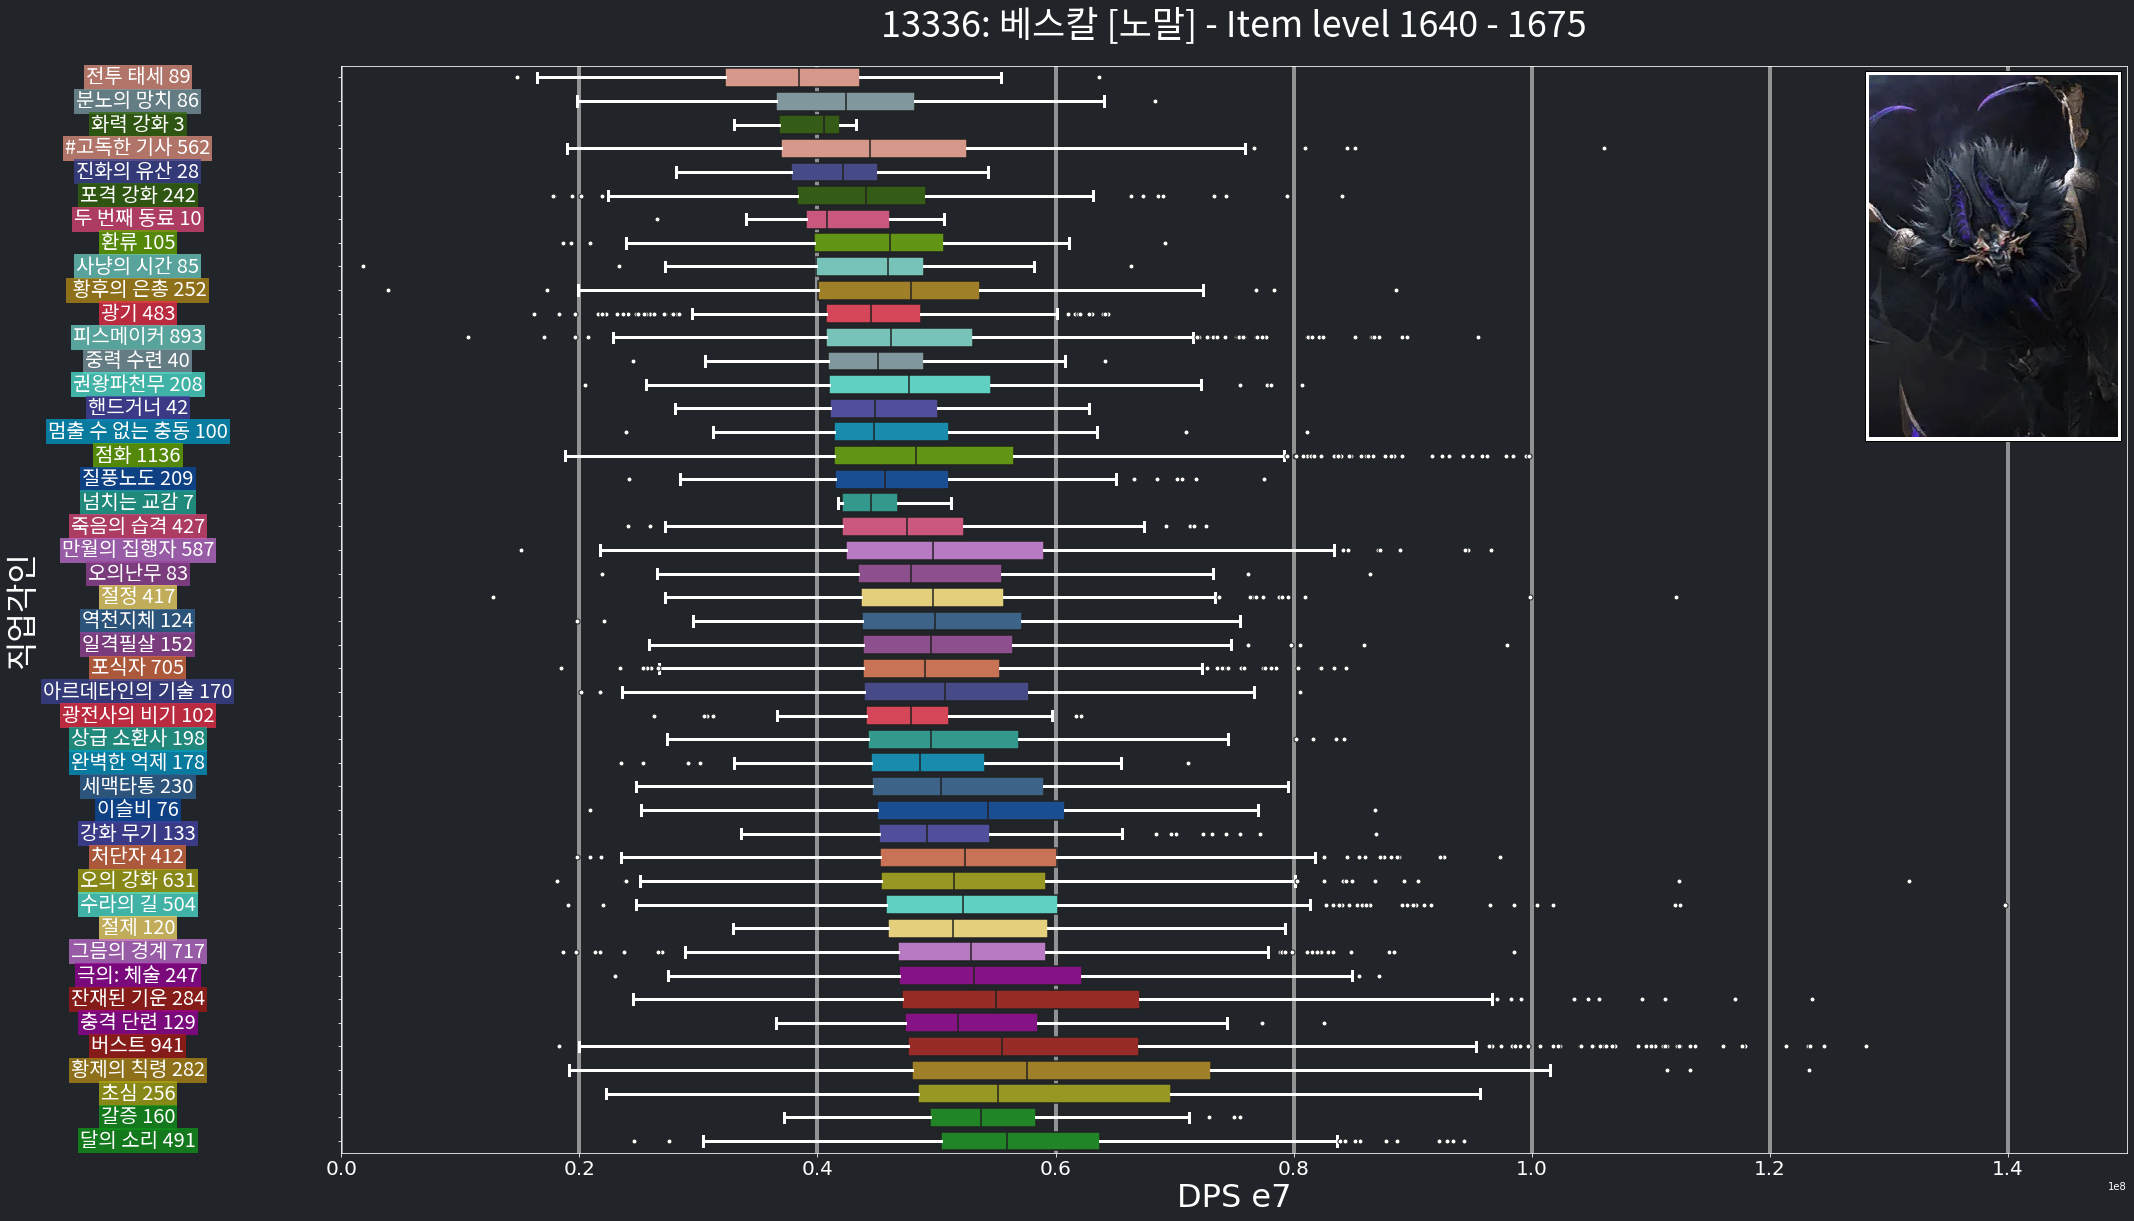 13336: 베스칼 [노말] - Item level 1640 - 1675
전투 태세 89
분노의 망치 86
화력 강화 3
#고독한 기사 562
진화의 유산 28
포격 강화 242
두 번째 동료 10
환류 105
사냥의 시간 85
황후의 은총 252
광기 483
피스메이커 893
중력 수련 40
권왕파천무 208
핸드거너 42
멈출 수 없는 충동 100
점화 1136
질풍노도 209
넘치는 교감 7
죽음의 습격 427
만월의 집행자 587
오의난무 83
절정 417
역천지체 124
일격필살 152
포식자 705
아르데타인의 기술 170
광전사의 비기 102
상급 소환사 198
완벽한 억제 178
세맥타통 230
이슬비 76
강화 무기 133
처단자 412
오의 강화 631
수라의 길 504
절제 120
그믐의 경계 717
극의: 체술 247
잔재된 기운 284
충격 단련 129
버스트 941
황제의 칙령 282
초심 256
갈증 160
달의 소리 491
직업각인
0.0 0.2 0.4 0.6 0.8 1.0 1.2 1.4
DPS e7
1e8